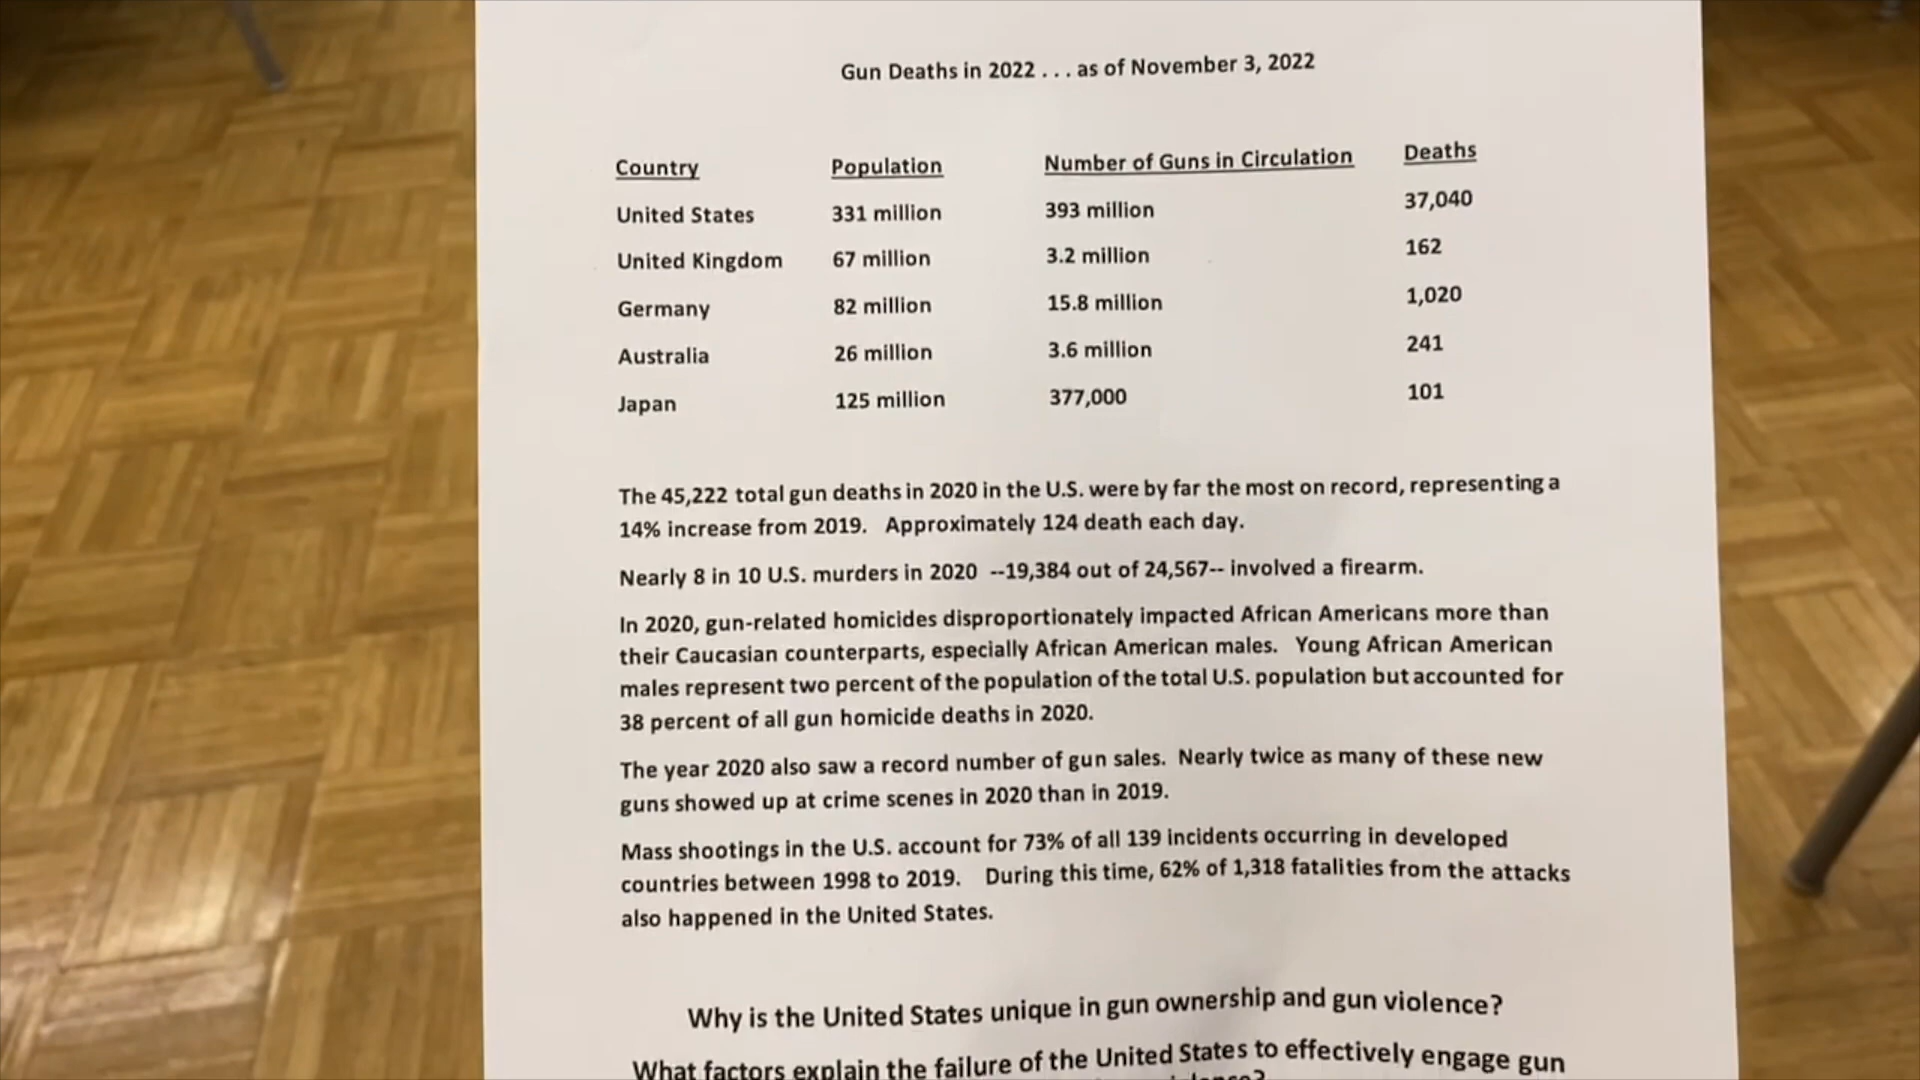 Gun Deaths in 2022 . . . as of November 3, 2022
Country Population Number of Guns in Circulation Deaths
United States 331 million 393 million 37,040
United Kingdom 67 million 3.2 million 162
Germany 82 million 15.8 million 1,020
Australia 26 million 3.6 million 241
Japan 125 million 377,000 101
The 45,222 total gun deaths in 2020 in the U.S. were by far the most on record, representing a
14% increase from 2019. Approximately 124 death each day.
Nearly 8 in 10 U.S. murders in 2020 --19,384 out of 24,567-- involved a firearm.
In 2020, gun-related homicides disproportionately impacted African Americans more than
their Caucasian counterparts, especially African American males. Young African American
males represent two percent of the population of the total U.S. population but accounted for
38 percent of all gun homicide deaths in 2020.
The year 2020 also saw a record number of gun sales. Nearly twice as many of these new
guns showed up at crime scenes in 2020 than in 2019.
Mass shootings in the U.S. account for 73% of all 139 incidents occurring in developed
countries between 1998 to 2019. During this time, 62% of 1,318 fatalities from the attacks
also happened in the United States.
Why is the United States unique in gun ownership and gun violence?
What factors explain the failure of the United States to effectively engage gun